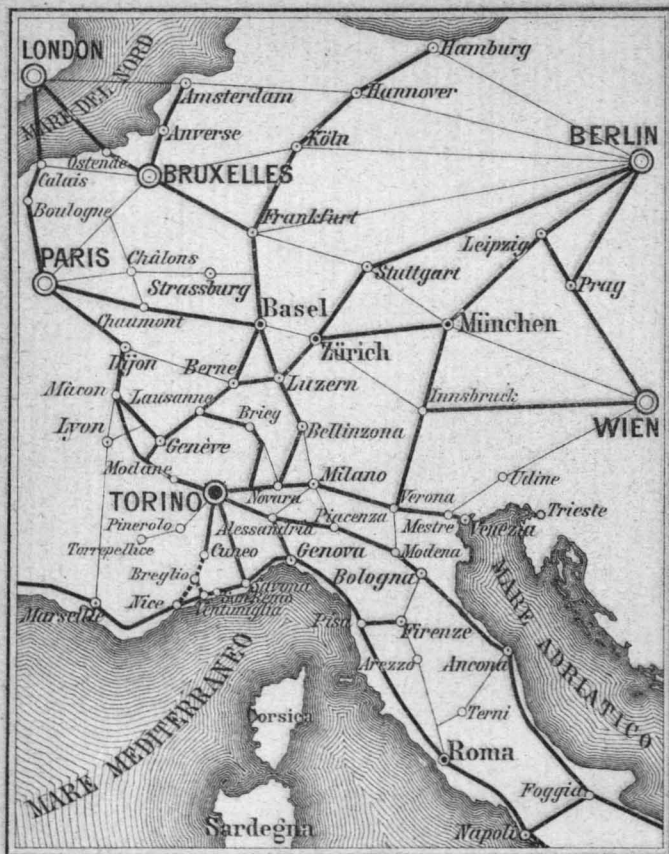 LONDON
Hamburg
MARE DEL NORD
Amsterdam
Hannover
Anverse
Köln
BERLIN
Ostende
Calais
BRUXELLES
Boulogne
Frankfurt
Leipzig
PARIS
Châlons
Stuttgart
Strassburg
Prag
Chaumont
Basel
Zürich
München
Dijon
Berne
Luzern
Mâcon
Lausanne
Innsbruck
Briey
WIEN
Lyon
Genève
Bellinzona
Modane
Milano
Udine
TORINO
Novara
Verona
Pinerolo
Alessandria
Piacenza
Mestre
Venezia
Trieste
Torrepellice
Cuneo
Genova
Modena
Breglio
Bologna
Savona
San Remo
Marseille
Nice
Ventimiglia
Pisa
Firenze
MARE ADRIATICO
Arezzo
Ancona
MARE MEDITERRANEO
Corsica
Terni
Roma
Foggia
Sardegna
Napoli